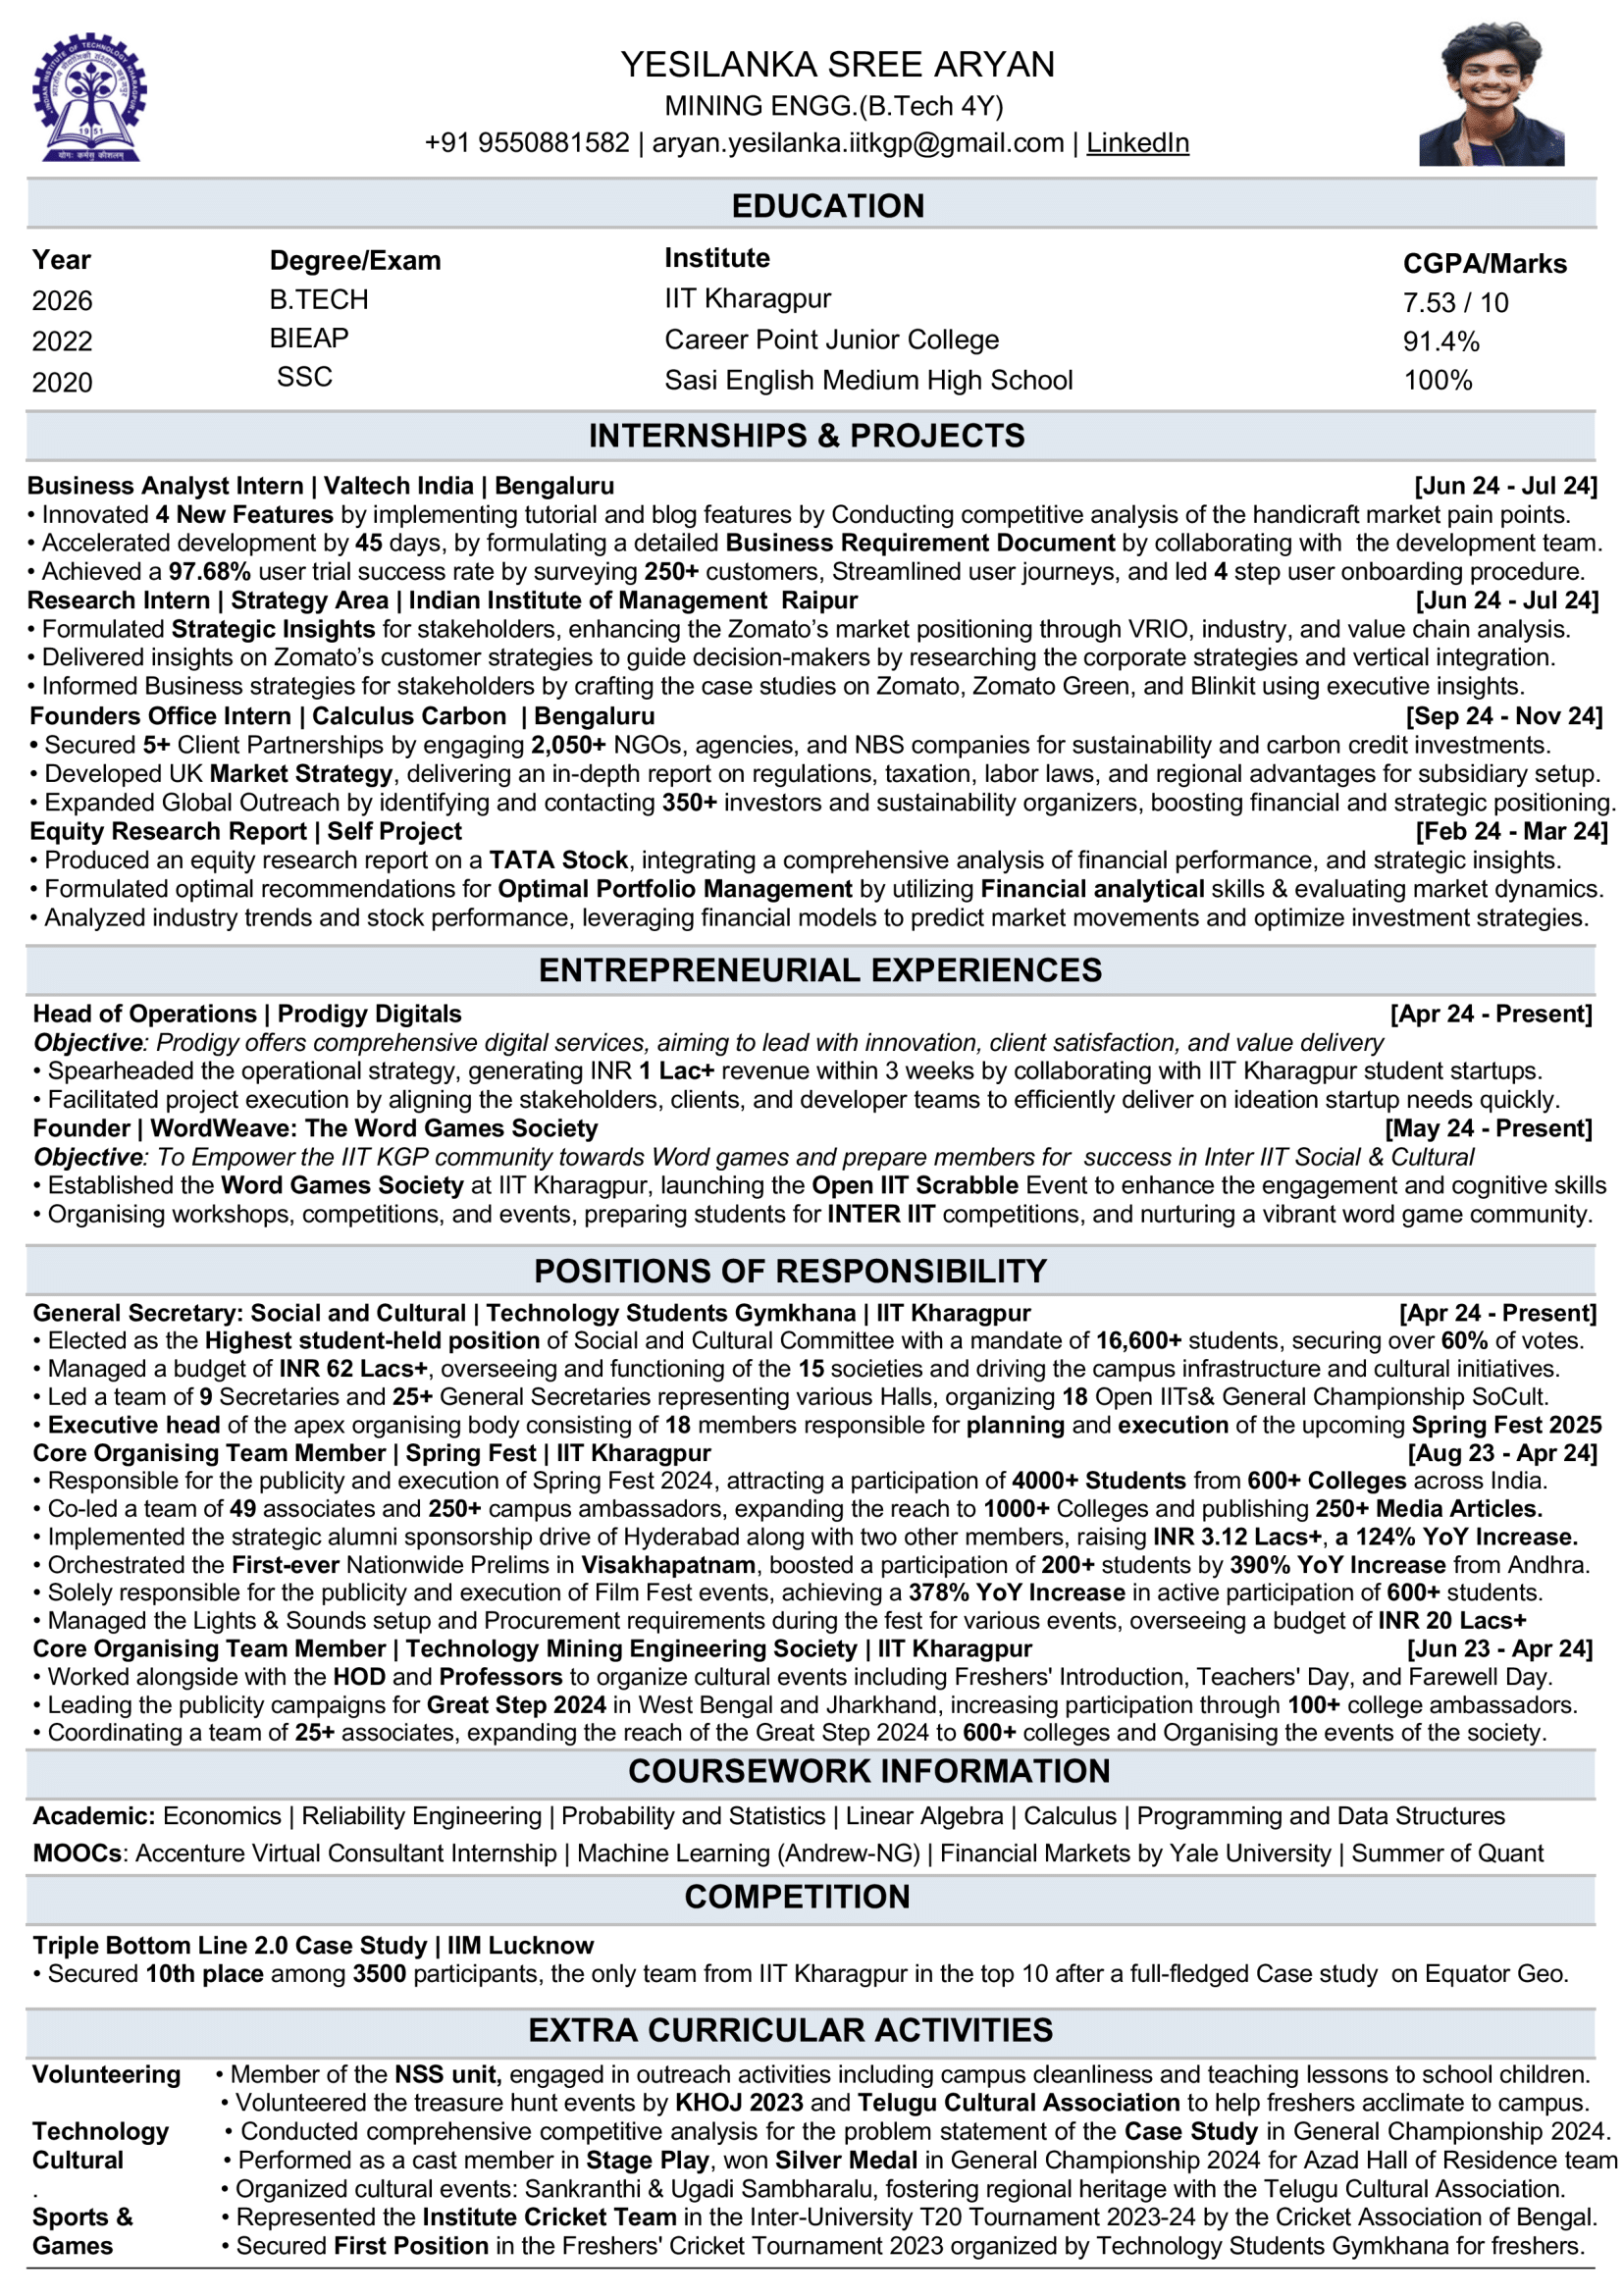 INDIAN INSTITUTE OF TECHNOLOGY KHARAGPUR
1951
योगः कर्मसु कौशलम्
YESILANKA SREE ARYAN
MINING ENGG.(B.Tech 4Y)
+91 9550881582 | aryan.yesilanka.iitkgp@gmail.com | LinkedIn
EDUCATION
Year Degree/Exam Institute CGPA/Marks
2026 B.TECH IIT Kharagpur 7.53 / 10
2022 BIEAP Career Point Junior College 91.4%
2020 SSC Sasi English Medium High School 100%
INTERNSHIPS & PROJECTS
Business Analyst Intern | Valtech India | Bengaluru [Jun 24 - Jul 24]
• Innovated 4 New Features by implementing tutorial and blog features by Conducting competitive analysis of the handicraft market pain points.
• Accelerated development by 45 days, by formulating a detailed Business Requirement Document by collaborating with the development team.
• Achieved a 97.68% user trial success rate by surveying 250+ customers, Streamlined user journeys, and led 4 step user onboarding procedure.
Research Intern | Strategy Area | Indian Institute of Management Raipur [Jun 24 - Jul 24]
• Formulated Strategic Insights for stakeholders, enhancing the Zomato’s market positioning through VRIO, industry, and value chain analysis.
• Delivered insights on Zomato’s customer strategies to guide decision-makers by researching the corporate strategies and vertical integration.
• Informed Business strategies for stakeholders by crafting the case studies on Zomato, Zomato Green, and Blinkit using executive insights.
Founders Office Intern | Calculus Carbon | Bengaluru [Sep 24 - Nov 24]
• Secured 5+ Client Partnerships by engaging 2,050+ NGOs, agencies, and NBS companies for sustainability and carbon credit investments.
• Developed UK Market Strategy, delivering an in-depth report on regulations, taxation, labor laws, and regional advantages for subsidiary setup.
• Expanded Global Outreach by identifying and contacting 350+ investors and sustainability organizers, boosting financial and strategic positioning.
Equity Research Report | Self Project [Feb 24 - Mar 24]
• Produced an equity research report on a TATA Stock, integrating a comprehensive analysis of financial performance, and strategic insights.
• Formulated optimal recommendations for Optimal Portfolio Management by utilizing Financial analytical skills & evaluating market dynamics.
• Analyzed industry trends and stock performance, leveraging financial models to predict market movements and optimize investment strategies.
ENTREPRENEURIAL EXPERIENCES
Head of Operations | Prodigy Digitals [Apr 24 - Present]
Objective: Prodigy offers comprehensive digital services, aiming to lead with innovation, client satisfaction, and value delivery
• Spearheaded the operational strategy, generating INR 1 Lac+ revenue within 3 weeks by collaborating with IIT Kharagpur student startups.
• Facilitated project execution by aligning the stakeholders, clients, and developer teams to efficiently deliver on ideation startup needs quickly.
Founder | WordWeave: The Word Games Society [May 24 - Present]
Objective: To Empower the IIT KGP community towards Word games and prepare members for success in Inter IIT Social & Cultural
• Established the Word Games Society at IIT Kharagpur, launching the Open IIT Scrabble Event to enhance the engagement and cognitive skills
• Organising workshops, competitions, and events, preparing students for INTER IIT competitions, and nurturing a vibrant word game community.
POSITIONS OF RESPONSIBILITY
General Secretary: Social and Cultural | Technology Students Gymkhana | IIT Kharagpur [Apr 24 - Present]
• Elected as the Highest student-held position of Social and Cultural Committee with a mandate of 16,600+ students, securing over 60% of votes.
• Managed a budget of INR 62 Lacs+, overseeing and functioning of the 15 societies and driving the campus infrastructure and cultural initiatives.
• Led a team of 9 Secretaries and 25+ General Secretaries representing various Halls, organizing 18 Open IITs& General Championship SoCult.
• Executive head of the apex organising body consisting of 18 members responsible for planning and execution of the upcoming Spring Fest 2025
Core Organising Team Member | Spring Fest | IIT Kharagpur [Aug 23 - Apr 24]
• Responsible for the publicity and execution of Spring Fest 2024, attracting a participation of 4000+ Students from 600+ Colleges across India.
• Co-led a team of 49 associates and 250+ campus ambassadors, expanding the reach to 1000+ Colleges and publishing 250+ Media Articles.
• Implemented the strategic alumni sponsorship drive of Hyderabad along with two other members, raising INR 3.12 Lacs+, a 124% YoY Increase.
• Orchestrated the First-ever Nationwide Prelims in Visakhapatnam, boosted a participation of 200+ students by 390% YoY Increase from Andhra.
• Solely responsible for the publicity and execution of Film Fest events, achieving a 378% YoY Increase in active participation of 600+ students.
• Managed the Lights & Sounds setup and Procurement requirements during the fest for various events, overseeing a budget of INR 20 Lacs+
Core Organising Team Member | Technology Mining Engineering Society | IIT Kharagpur [Jun 23 - Apr 24]
• Worked alongside with the HOD and Professors to organize cultural events including Freshers' Introduction, Teachers' Day, and Farewell Day.
• Leading the publicity campaigns for Great Step 2024 in West Bengal and Jharkhand, increasing participation through 100+ college ambassadors.
• Coordinating a team of 25+ associates, expanding the reach of the Great Step 2024 to 600+ colleges and Organising the events of the society.
COURSEWORK INFORMATION
Academic: Economics | Reliability Engineering | Probability and Statistics | Linear Algebra | Calculus | Programming and Data Structures
MOOCs: Accenture Virtual Consultant Internship | Machine Learning (Andrew-NG) | Financial Markets by Yale University | Summer of Quant
COMPETITION
Triple Bottom Line 2.0 Case Study | IIM Lucknow
• Secured 10th place among 3500 participants, the only team from IIT Kharagpur in the top 10 after a full-fledged Case study on Equator Geo.
EXTRA CURRICULAR ACTIVITIES
Volunteering • Member of the NSS unit, engaged in outreach activities including campus cleanliness and teaching lessons to school children.
• Volunteered the treasure hunt events by KHOJ 2023 and Telugu Cultural Association to help freshers acclimate to campus.
Technology • Conducted comprehensive competitive analysis for the problem statement of the Case Study in General Championship 2024.
Cultural • Performed as a cast member in Stage Play, won Silver Medal in General Championship 2024 for Azad Hall of Residence team
. • Organized cultural events: Sankranthi & Ugadi Sambharalu, fostering regional heritage with the Telugu Cultural Association.
Sports & • Represented the Institute Cricket Team in the Inter-University T20 Tournament 2023-24 by the Cricket Association of Bengal.
Games • Secured First Position in the Freshers' Cricket Tournament 2023 organized by Technology Students Gymkhana for freshers.